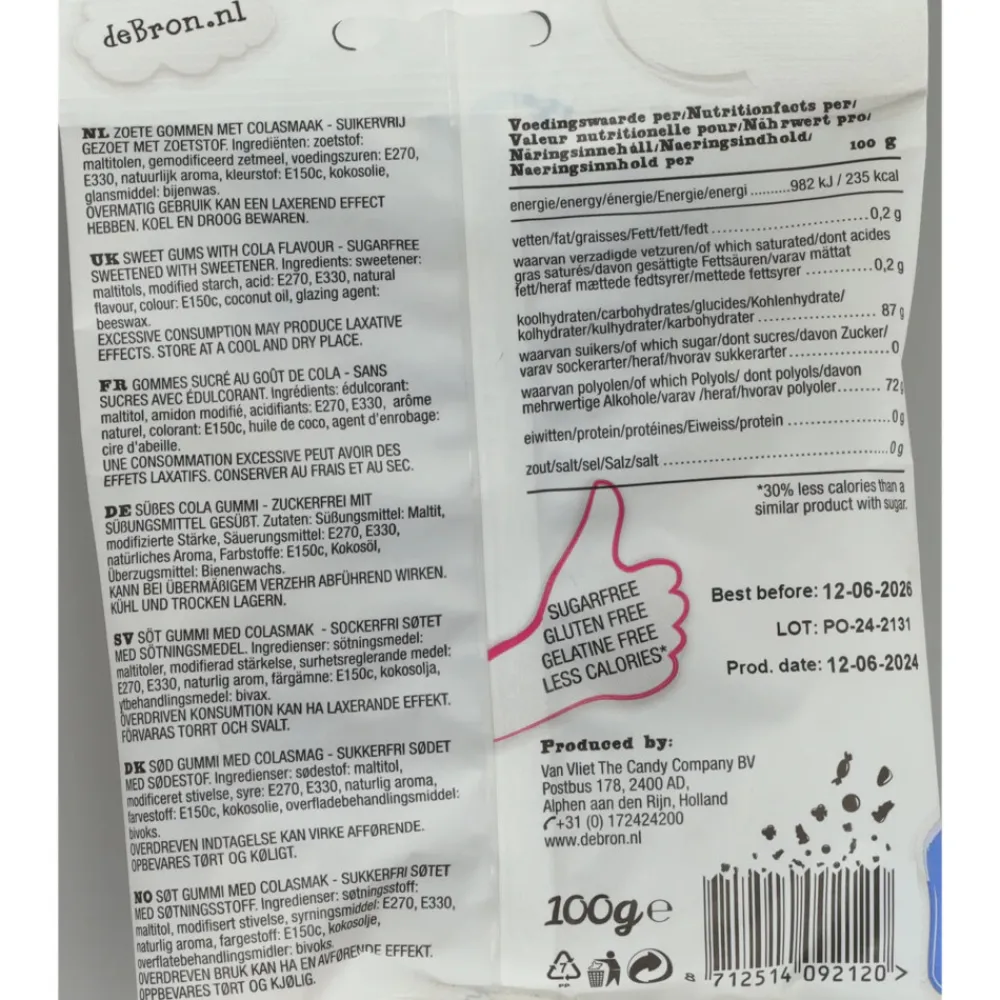 deBron.nl
NL ZOETE GOMMEN MET COLASMAAK - SUIKERVRIJ
GEZOET MET ZOETSTOF. Ingrediënten: zoetstof:
maltitolen, gemodificeerd zetmeel, voedingszuren: E270,
E330, natuurlijk aroma, kleurstof: E150c, kokosolie,
glansmiddel: bijenwas.
OVERMATIG GEBRUIK KAN EEN LAXEREND EFFECT
HEBBEN. KOEL EN DROOG BEWAREN.
UK SWEET GUMS WITH COLA FLAVOUR - SUGARFREE
SWEETENED WITH SWEETENER. Ingredients: sweetener:
maltitols, modified starch, acid: E270, E330, natural
flavour, colour: E150c, coconut oil, glazing agent:
beeswax.
EXCESSIVE CONSUMPTION MAY PRODUCE LAXATIVE
EFFECTS. STORE AT A COOL AND DRY PLACE.
FR GOMMES SUCRÉ AU GOÛT DE COLA - SANS
SUCRES AVEC ÉDULCORANT. Ingrédients: édulcorant:
maltitol, amidon modifié, acidifiants: E270, E330, arôme
naturel, colorant: E150c, huile de coco, agent d'enrobage:
cire d'abeille.
UNE CONSOMMATION EXCESSIVE PEUT AVOIR DES
EFFETS LAXATIFS. CONSERVER AU FRAIS ET AU SEC.
DE SÜßES COLA GUMMI - ZUCKERFREI MIT
SÜßUNGSMITTEL GESÜßT. Zutaten: Süßungsmittel: Maltit,
modifizierte Stärke, Säuerungsmittel: E270, E330,
natürliches Aroma, Farbstoffe: E150c, Kokosöl,
Überzugsmittel: Bienenwachs.
KANN BEI ÜBERMÄßIGEM VERZEHR ABFÜHREND WIRKEN.
KÜHL UND TROCKEN LAGERN.
SV SÖT GUMMI MED COLASMAK - SOCKERFRI SØTET
MED SÖTNINGSMEDEL. Ingredienser: sötningsmedel:
maltitoler, modifierad stärkelse, surhetsreglerande medel:
E270, E330, naturlig arom, färgämne: E150c, kokosolja,
ytbehandlingsmedel: bivax.
ÖVERDRIVEN KONSUMTION KAN HA LAXERANDE EFFEKT.
FÖRVARAS TORRT OCH SVALT.
DK SØD GUMMI MED COLASMAG - SUKKERFRI SØDET
MED SØDESTOF. Ingredienser: sødestof: maltitol,
modificeret stivelse, syre: E270, E330, naturlig aroma,
farvestoff: E150c, kokosolie, overfladebehandlingsmiddel:
bivoks.
OVERDREVEN INDTAGELSE KAN VIRKE AFFØRENDE.
OPBEVARES TØRT OG KØLIGT.
NO SØT GUMMI MED COLASMAK - SUKKERFRI SØTET
MED SØTNINGSSTOFF. Ingredienser: søtningsstoff:
maltitol, modifisert stivelse, syrningsmiddel: E270, E330,
naturlig aroma, fargestoff: E150c, kokosolje,
overflatebehandlingsmidler: bivoks.
OVERDREVEN BRUK KAN HA EN AVFØRENDE EFFEKT.
OPPBEVARES TØRT OG KJØLIG.
Voedingswaarde per/Nutritionfacts per/
Valeur nutritionelle pour/Nährwert pro/
Näringsinnehåll/Naeringsindhold/
Naeringsinnhold per 100 g
energie/energy/énergie/Energie/energi ..........982 kJ / 235 kcal
vetten/fat/graisses/Fett/fett/fedt ............................0,2 g
waarvan verzadigde vetzuren/of which saturated/dont acides
gras saturés/davon gesättigte Fettsäuren/varav mättat
fett/heraf mættede fedtsyrer/mettede fettsyrer ............0,2 g
koolhydraten/carbohydrates/glucides/Kohlenhydrate/
kolhydrater/kulhydrater/karbohydrater ..................... 87 g
waarvan suikers/of which sugar/dont sucres/davon Zucker/
varav sockerarter/heraf/hvorav sukkerarter..................0
waarvan polyolen/of which Polyols/ dont polyols/davon
mehrwertige Alkohole/varav /heraf/hvorav polyoler........ 72g
eiwitten/protein/protéines/Eiweiss/protein ..................0g
zout/salt/sel/Salz/salt ........................................0g
*30% less calories than a
similar product with sugar.
SUGARFREE
GLUTEN FREE
GELATINE FREE
LESS CALORIES*
Best before: 12-06-2026
LOT: PO-24-2131
Prod. date: 12-06-2024
Produced by:
Van Vliet The Candy Company BV
Postbus 178, 2400 AD,
Alphen aan den Rijn, Holland
+31 (0) 172424200
www.debron.nl
100g℮
7
PP
8 712514 092120 >